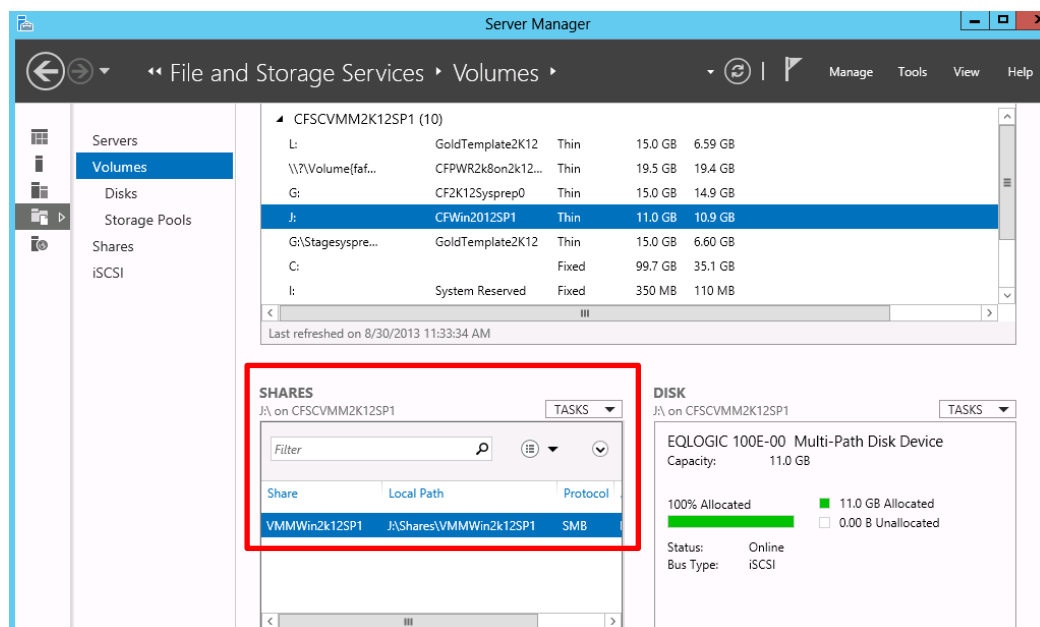 Server Manager
File and Storage Services Volumes
Manage Tools View Help
Servers
Volumes
Disks
Storage Pools
Shares
iSCSI
CFSCVMM2K12SP1 (10)
L: GoldTemplate2K12 Thin 15.0 GB 6.59 GB
\\?\Volume{faf... CFPWR2k8on2k12... Thin 19.5 GB 19.4 GB
G: CF2K12Sysprep0 Thin 15.0 GB 14.9 GB
J: CFWin2012SP1 Thin 11.0 GB 10.9 GB
G:\Stagesyspre... GoldTemplate2K12 Thin 15.0 GB 6.60 GB
C: Fixed 99.7 GB 35.1 GB
I: System Reserved Fixed 350 MB 110 MB
Last refreshed on 8/30/2013 11:33:34 AM
SHARES
J:\ on CFSCVMM2K12SP1
TASKS
Filter
Share Local Path Protocol
VMMWin2k12SP1 J:\Shares\VMMWin2k12SP1 SMB
DISK
J:\ on CFSCVMM2K12SP1
TASKS
EQLOGIC 100E-00 Multi-Path Disk Device
Capacity: 11.0 GB
100% Allocated
11.0 GB Allocated
0.00 B Unallocated
Status: Online
Bus Type: iSCSI